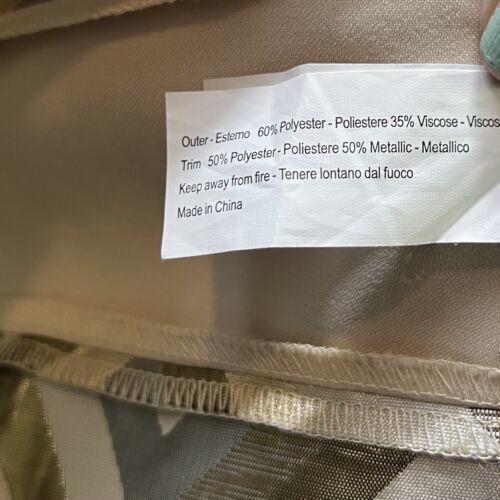 Outer - Esterno 60% Polyester - Poliestere 35% Viscose - Viscos
Trim 50% Polyester - Poliestere 50% Metallic - Metallico
Keep away from fire - Tenere lontano dal fuoco
Made in China